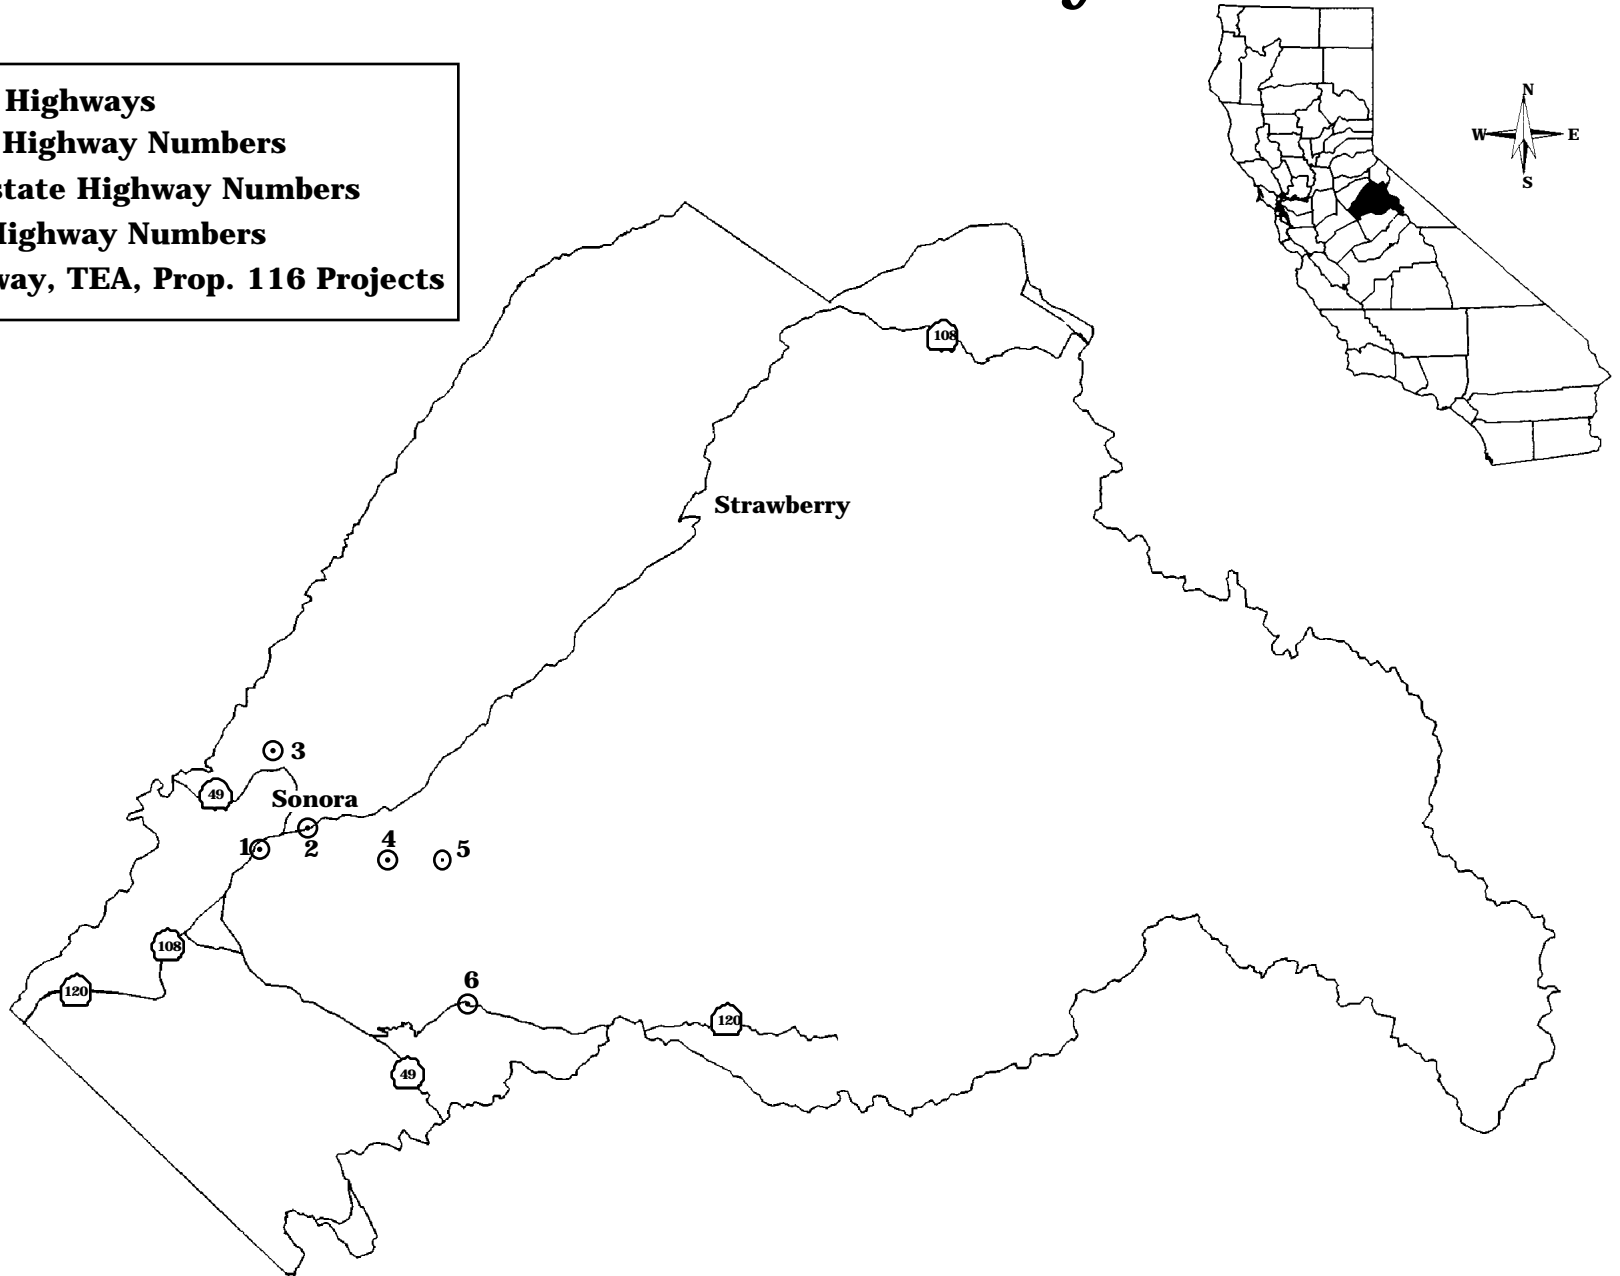 Highways
Highway Numbers
state Highway Numbers
Highway Numbers
way, TEA, Prop. 116 Projects
N
W E
S
108
Strawberry
3
49
Sonora
1
2
4
5
108
120
6
120
49